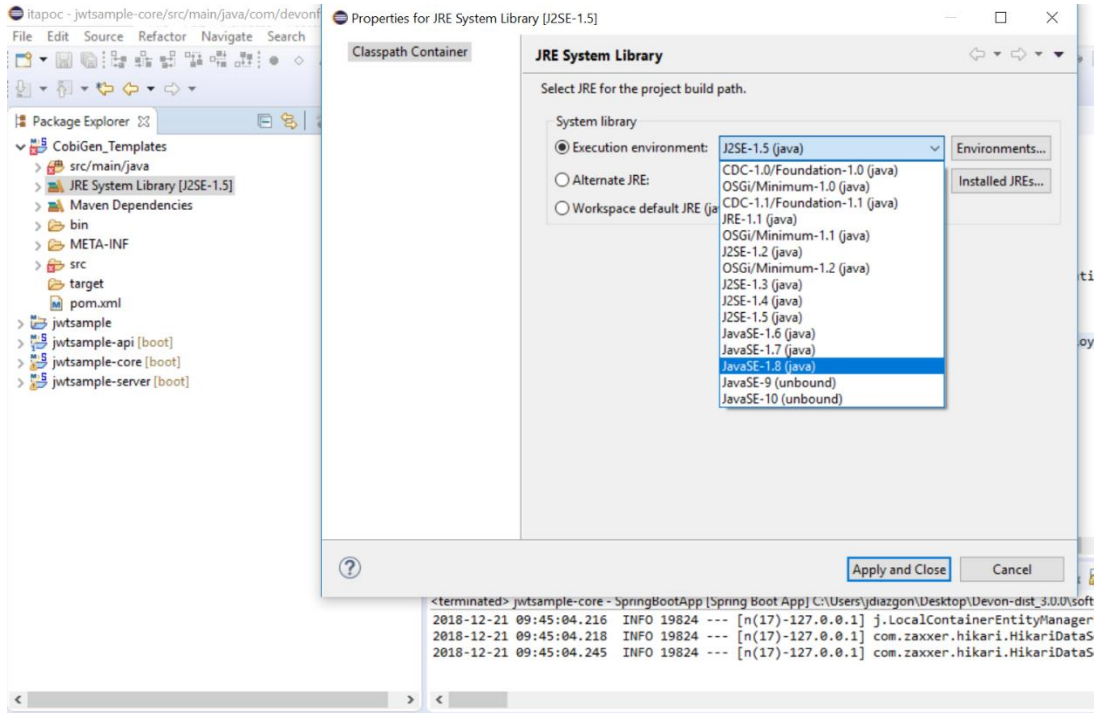 itapoc - jwtsample-core/src/main/java/com/devonf
File Edit Source Refactor Navigate Search
Package Explorer
CobiGen_Templates
src/main/java
JRE System Library [J2SE-1.5]
Maven Dependencies
bin
META-INF
src
target
pom.xml
jwtsample
jwtsample-api [boot]
jwtsample-core [boot]
jwtsample-server [boot]
Properties for JRE System Library [J2SE-1.5]
Classpath Container
JRE System Library
Select JRE for the project build path.
System library
Execution environment: J2SE-1.5 (java) Environments...
Alternate JRE: Installed JREs...
Workspace default JRE (ja
CDC-1.0/Foundation-1.0 (java)
OSGi/Minimum-1.0 (java)
CDC-1.1/Foundation-1.1 (java)
JRE-1.1 (java)
OSGi/Minimum-1.1 (java)
J2SE-1.2 (java)
OSGi/Minimum-1.2 (java)
J2SE-1.3 (java)
J2SE-1.4 (java)
J2SE-1.5 (java)
JavaSE-1.6 (java)
JavaSE-1.7 (java)
JavaSE-1.8 (java)
JavaSE-9 (unbound)
JavaSE-10 (unbound)
Apply and Close Cancel
ti
oy
<terminated> jwtsample-core - SpringBootApp [Spring Boot App] C:\Users\jdiazgon\Desktop\Devon-dist_3.0.0\soft
2018-12-21 09:45:04.216 INFO 19824 --- [n(17)-127.0.0.1] j.LocalContainerEntityManager
2018-12-21 09:45:04.218 INFO 19824 --- [n(17)-127.0.0.1] com.zaxxer.hikari.HikariDataS
2018-12-21 09:45:04.245 INFO 19824 --- [n(17)-127.0.0.1] com.zaxxer.hikari.HikariDataS